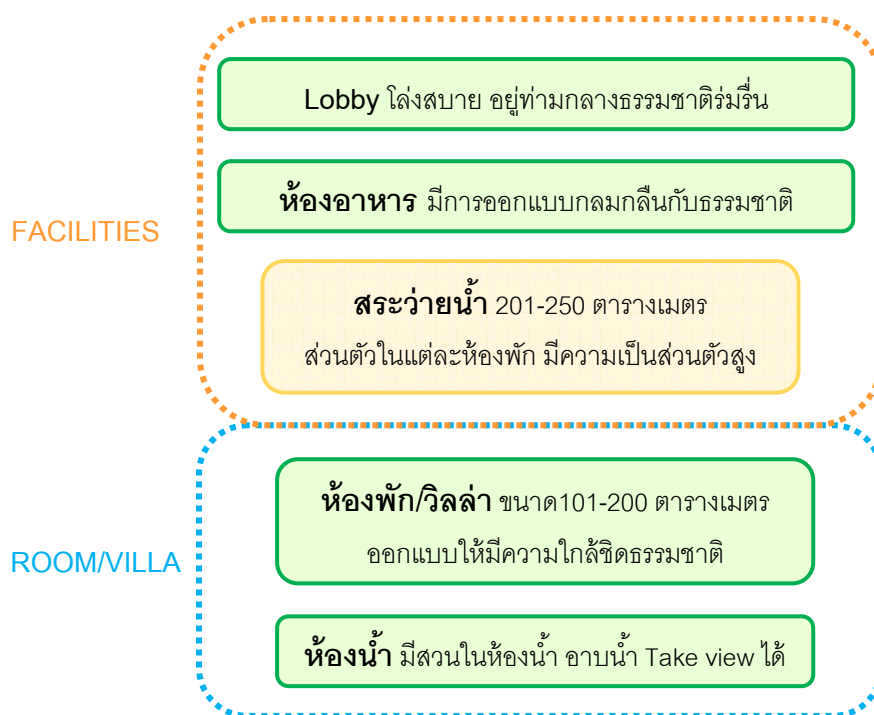 Lobby โล่งสบาย อยู่ท่ามกลางธรรมชาติร่มรื่น
ห้องอาหาร มีการออกแบบกลมกลืนกับธรรมชาติ
FACILITIES
สระว่ายน้ำ 201-250 ตารางเมตร
ส่วนตัวในแต่ละห้องพัก มีความเป็นส่วนตัวสูง
ห้องพัก/วิลล่า ขนาด101-200 ตารางเมตร
ออกแบบให้มีความใกล้ชิดธรรมชาติ
ROOM/VILLA
ห้องน้ำ มีสวนในห้องน้ำ อาบน้ำ Take view ได้